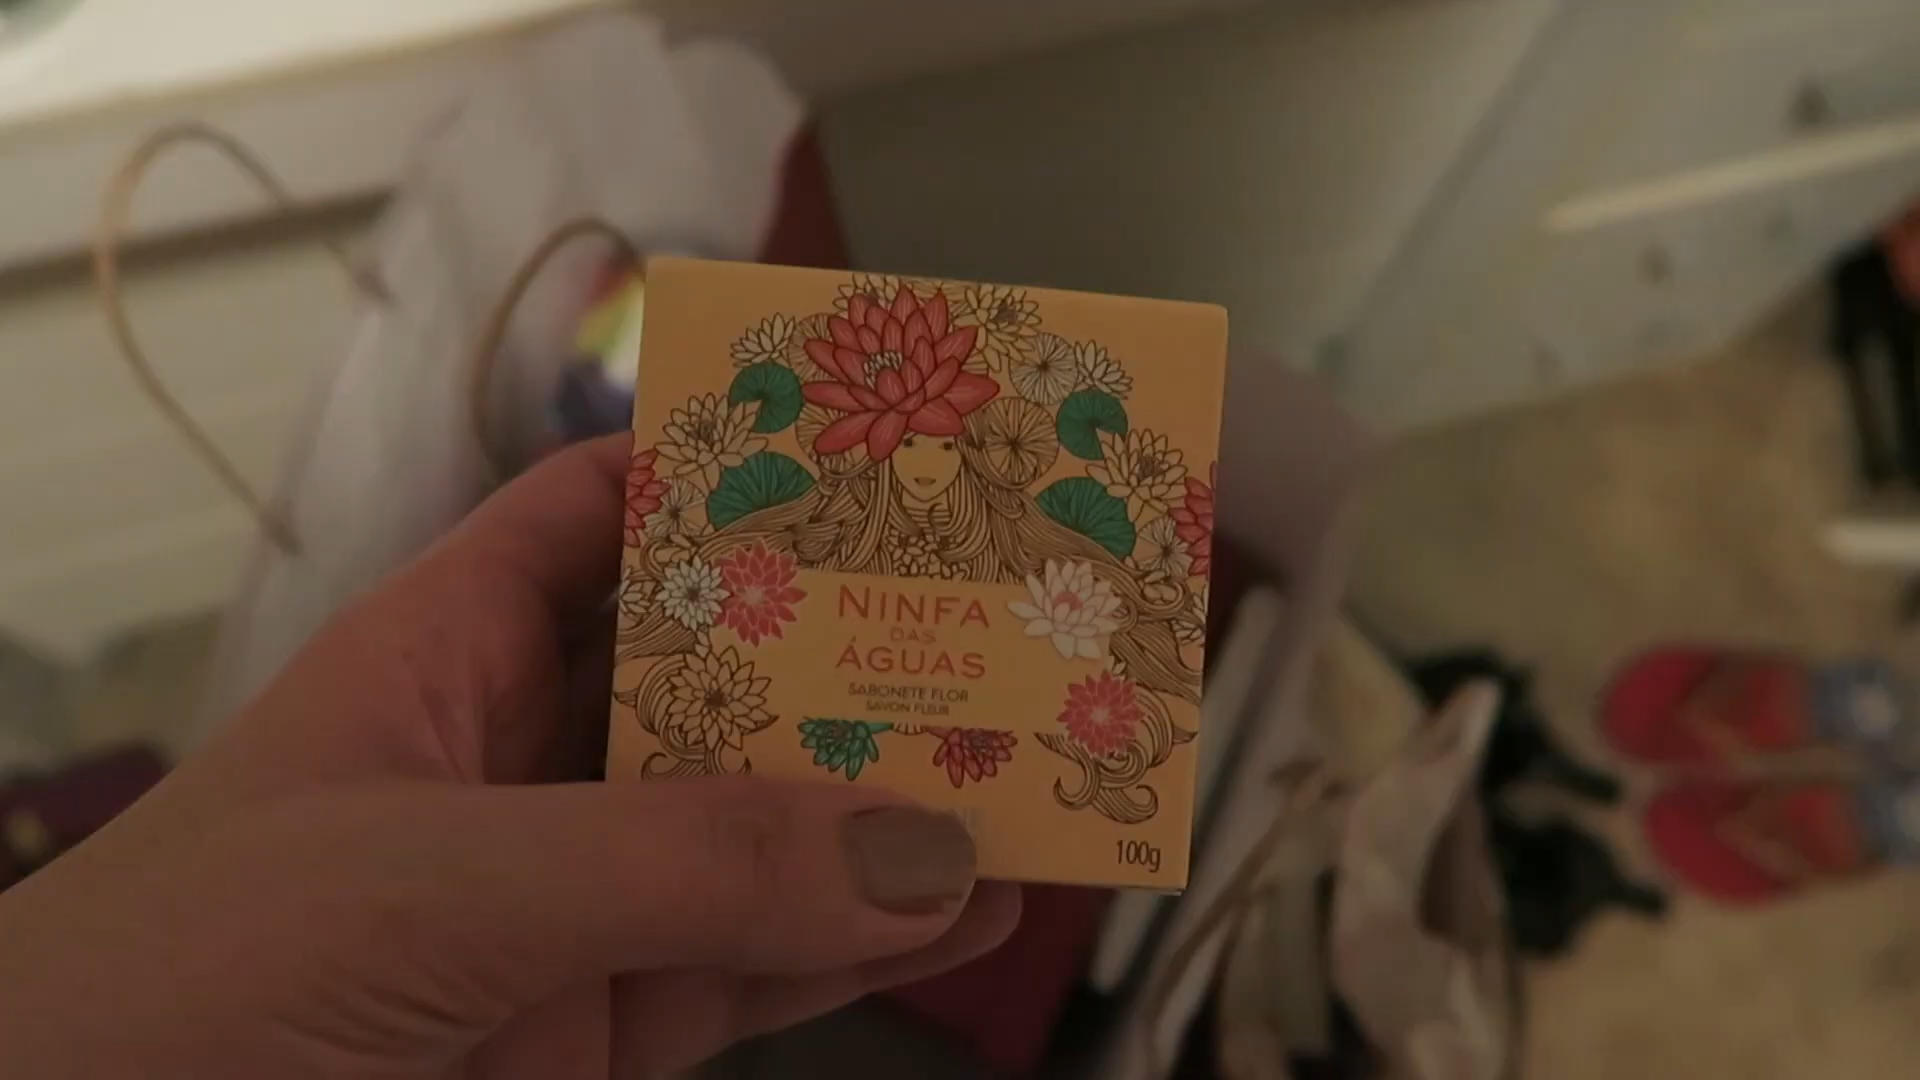 NINFA
DAS
ÁGUAS
SABONETE FLOR
SAVON FLEUR
100g